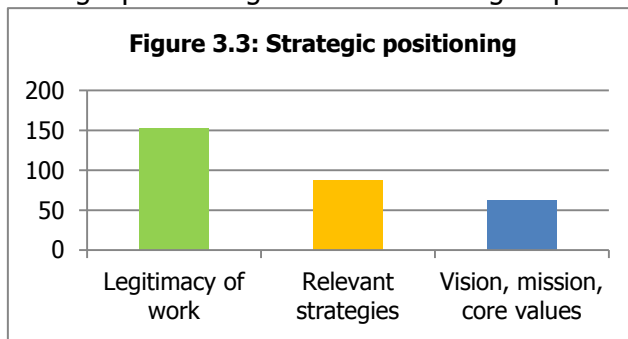 Figure 3.3: Strategic positioning
200
150
100
50
0
Legitimacy of work
Relevant strategies
Vision, mission, core values